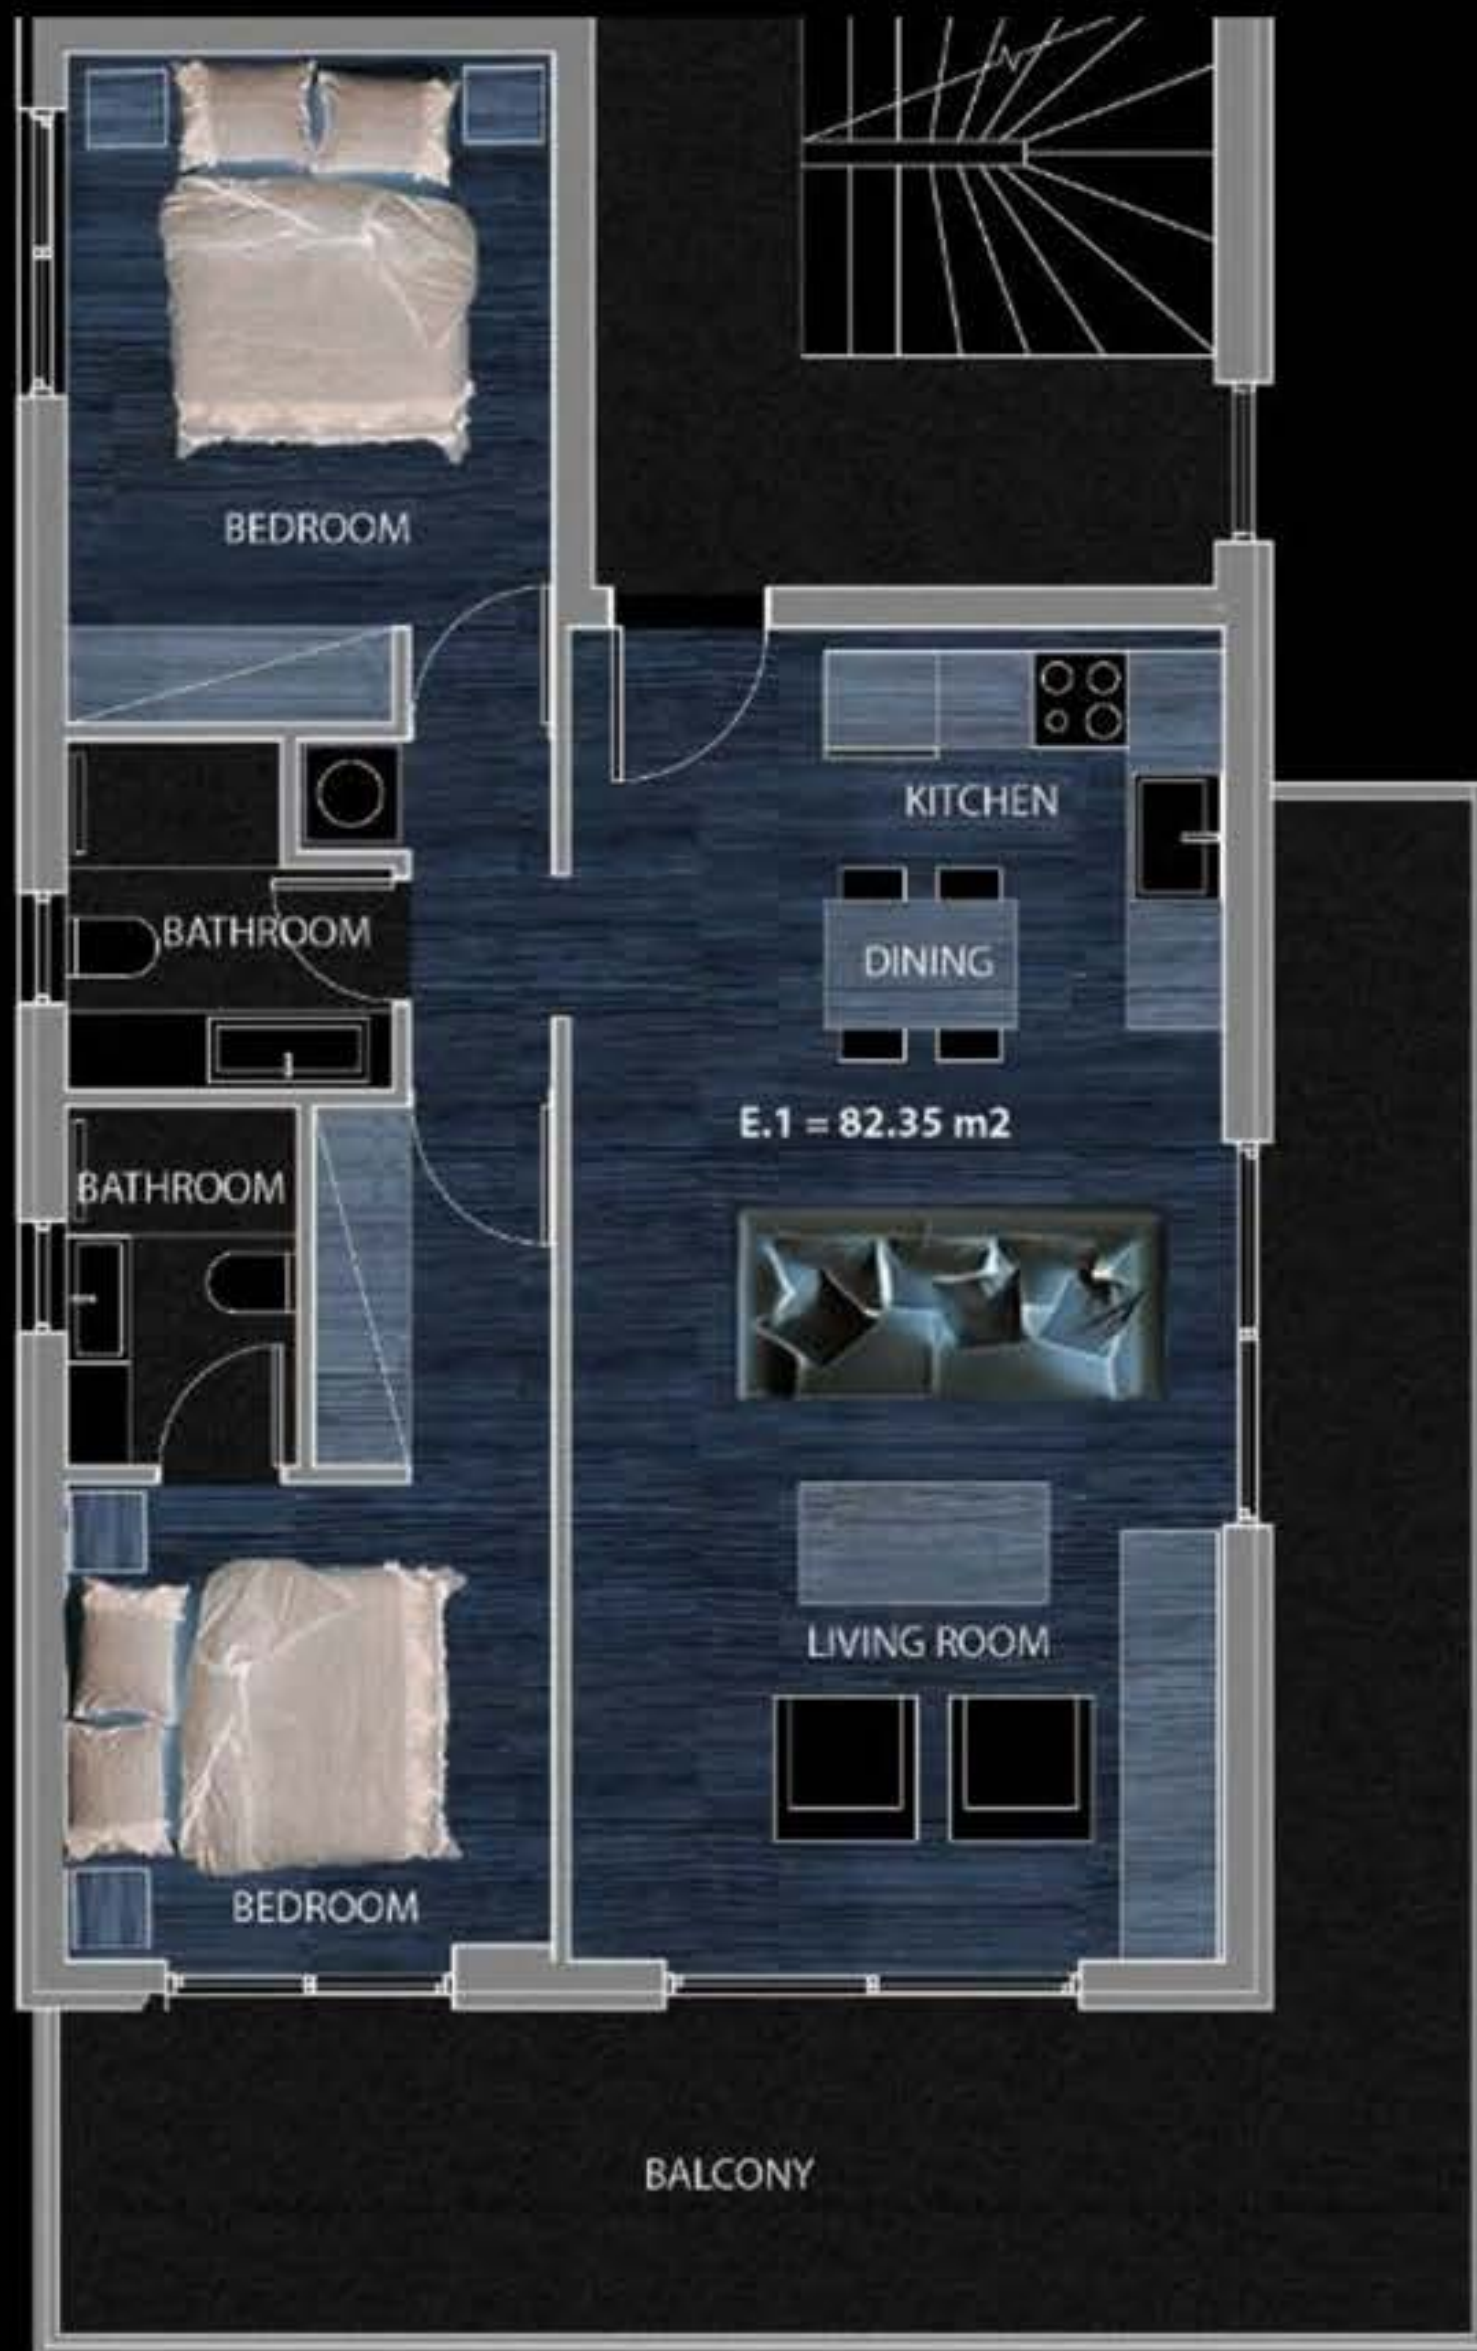 BEDROOM
KITCHEN
BATHROOM
DINING
E.1 = 82.35 m2
BATHROOM
LIVING ROOM
BEDROOM
BALCONY